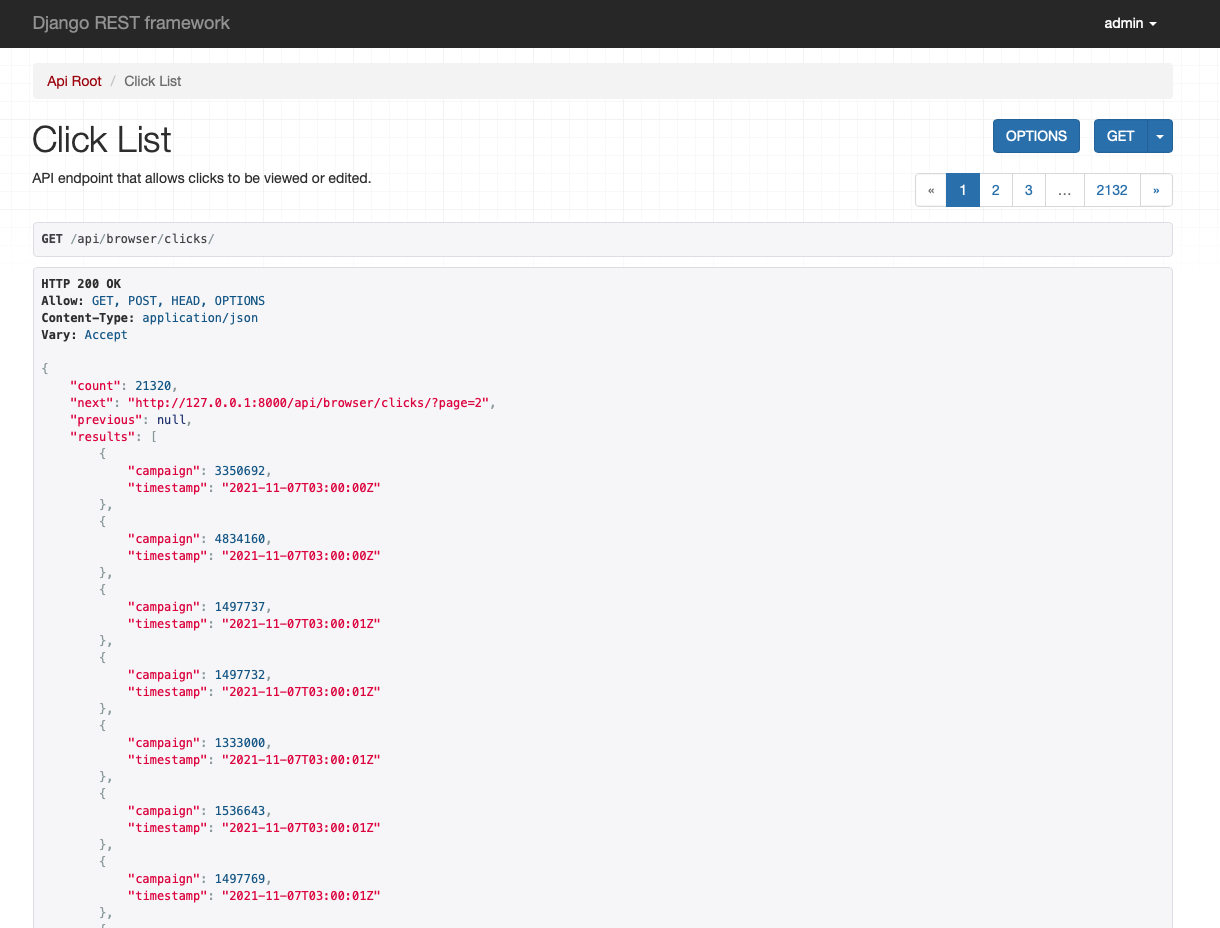 Django REST framework
admin
Api Root / Click List
Click List
OPTIONS
GET
API endpoint that allows clicks to be viewed or edited.
« 1 2 3 … 2132 »
GET /api/browser/clicks/
HTTP 200 OK
Allow: GET, POST, HEAD, OPTIONS
Content-Type: application/json
Vary: Accept
{
"count": 21320,
"next": "http://127.0.0.1:8000/api/browser/clicks/?page=2",
"previous": null,
"results": [
{
"campaign": 3350692,
"timestamp": "2021-11-07T03:00:00Z"
},
{
"campaign": 4834160,
"timestamp": "2021-11-07T03:00:00Z"
},
{
"campaign": 1497737,
"timestamp": "2021-11-07T03:00:01Z"
},
{
"campaign": 1497732,
"timestamp": "2021-11-07T03:00:01Z"
},
{
"campaign": 1333000,
"timestamp": "2021-11-07T03:00:01Z"
},
{
"campaign": 1536643,
"timestamp": "2021-11-07T03:00:01Z"
},
{
"campaign": 1497769,
"timestamp": "2021-11-07T03:00:01Z"
},
{